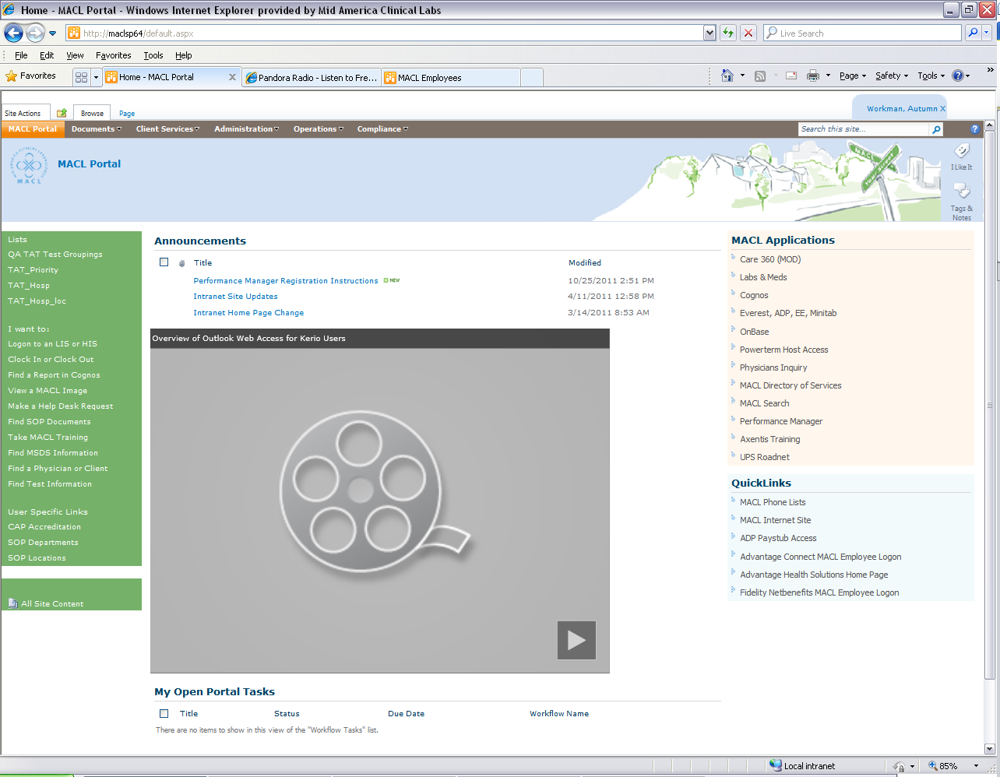 Home - MACL Portal - Windows Internet Explorer provided by Mid America Clinical Labs
http://maclsp64/default.aspx
Live Search
File Edit View Favorites Tools Help
Favorites
Home - MACL Portal
Pandora Radio - Listen to Fre...
MACL Employees
Page Safety Tools
Site Actions Browse Page
Workman, Autumn X
MACL Portal Documents Client Services Administration Operations Compliance
Search this site...
MACL Portal
MACL
I Like It
Tags & Notes
Lists
QA TAT Test Groupings
TAT_Priority
TAT_Hosp
TAT_Hosp_loc
I want to:
Logon to an LIS or HIS
Clock In or Clock Out
Find a Report in Cognos
View a MACL Image
Make a Help Desk Request
Find SOP Documents
Take MACL Training
Find MSDS Information
Find a Physician or Client
Find Test Information
User Specific Links
CAP Accreditation
SOP Departments
SOP Locations
All Site Content
Announcements
Title Modified
Performance Manager Registration Instructions NEW 10/25/2011 2:51 PM
Intranet Site Updates 4/11/2011 12:58 PM
Intranet Home Page Change 3/14/2011 8:53 AM
Overview of Outlook Web Access for Kerio Users
My Open Portal Tasks
Title Status Due Date Workflow Name
There are no items to show in this view of the "Workflow Tasks" list.
MACL Applications
Care 360 (MOD)
Labs & Meds
Cognos
Everest, ADP, EE, Minitab
OnBase
Powerterm Host Access
Physicians Inquiry
MACL Directory of Services
MACL Search
Performance Manager
Axentis Training
UPS Roadnet
QuickLinks
MACL Phone Lists
MACL Internet Site
ADP Paystub Access
Advantage Connect MACL Employee Logon
Advantage Health Solutions Home Page
Fidelity Netbenefits MACL Employee Logon
Local intranet
85%